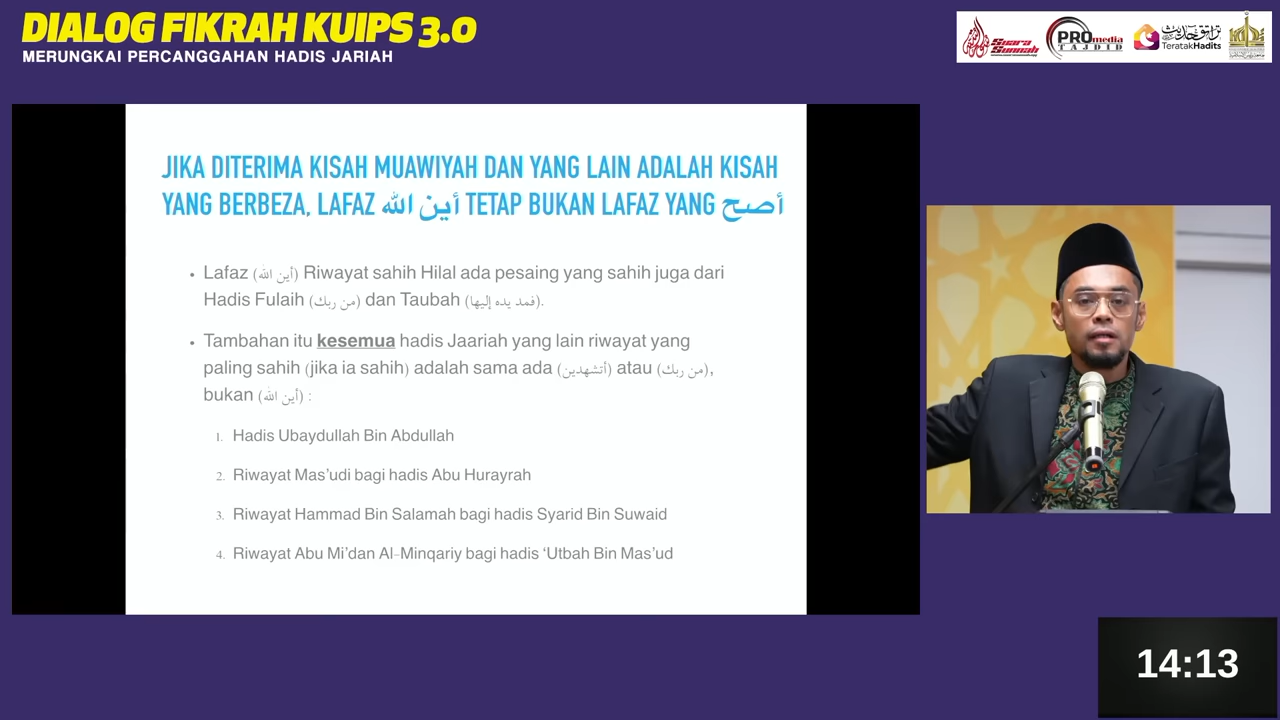 DIALOG FIKRAH KUIPS 3.0
MERUNGKAI PERCANGGAHAN HADIS JARIAH
Suara Sunnah
PROmedia
TAJDID
TeratakHadits
JIKA DITERIMA KISAH MUAWIYAH DAN YANG LAIN ADALAH KISAH
YANG BERBEZA, LAFAZ أين الله TETAP BUKAN LAFAZ YANG أصح
• Lafaz (أين الله) Riwayat sahih Hilal ada pesaing yang sahih juga dari
Hadis Fulaih (من ربك) dan Taubah (فمد يده إليها).
• Tambahan itu kesemua hadis Jaariah yang lain riwayat yang
paling sahih (jika ia sahih) adalah sama ada (أتشهدين) atau (من ربك),
bukan (أين الله) :
1. Hadis Ubaydullah Bin Abdullah
2. Riwayat Mas’udi bagi hadis Abu Hurayrah
3. Riwayat Hammad Bin Salamah bagi hadis Syarid Bin Suwaid
4. Riwayat Abu Mi’dan Al-Minqariy bagi hadis ‘Utbah Bin Mas’ud
14:13